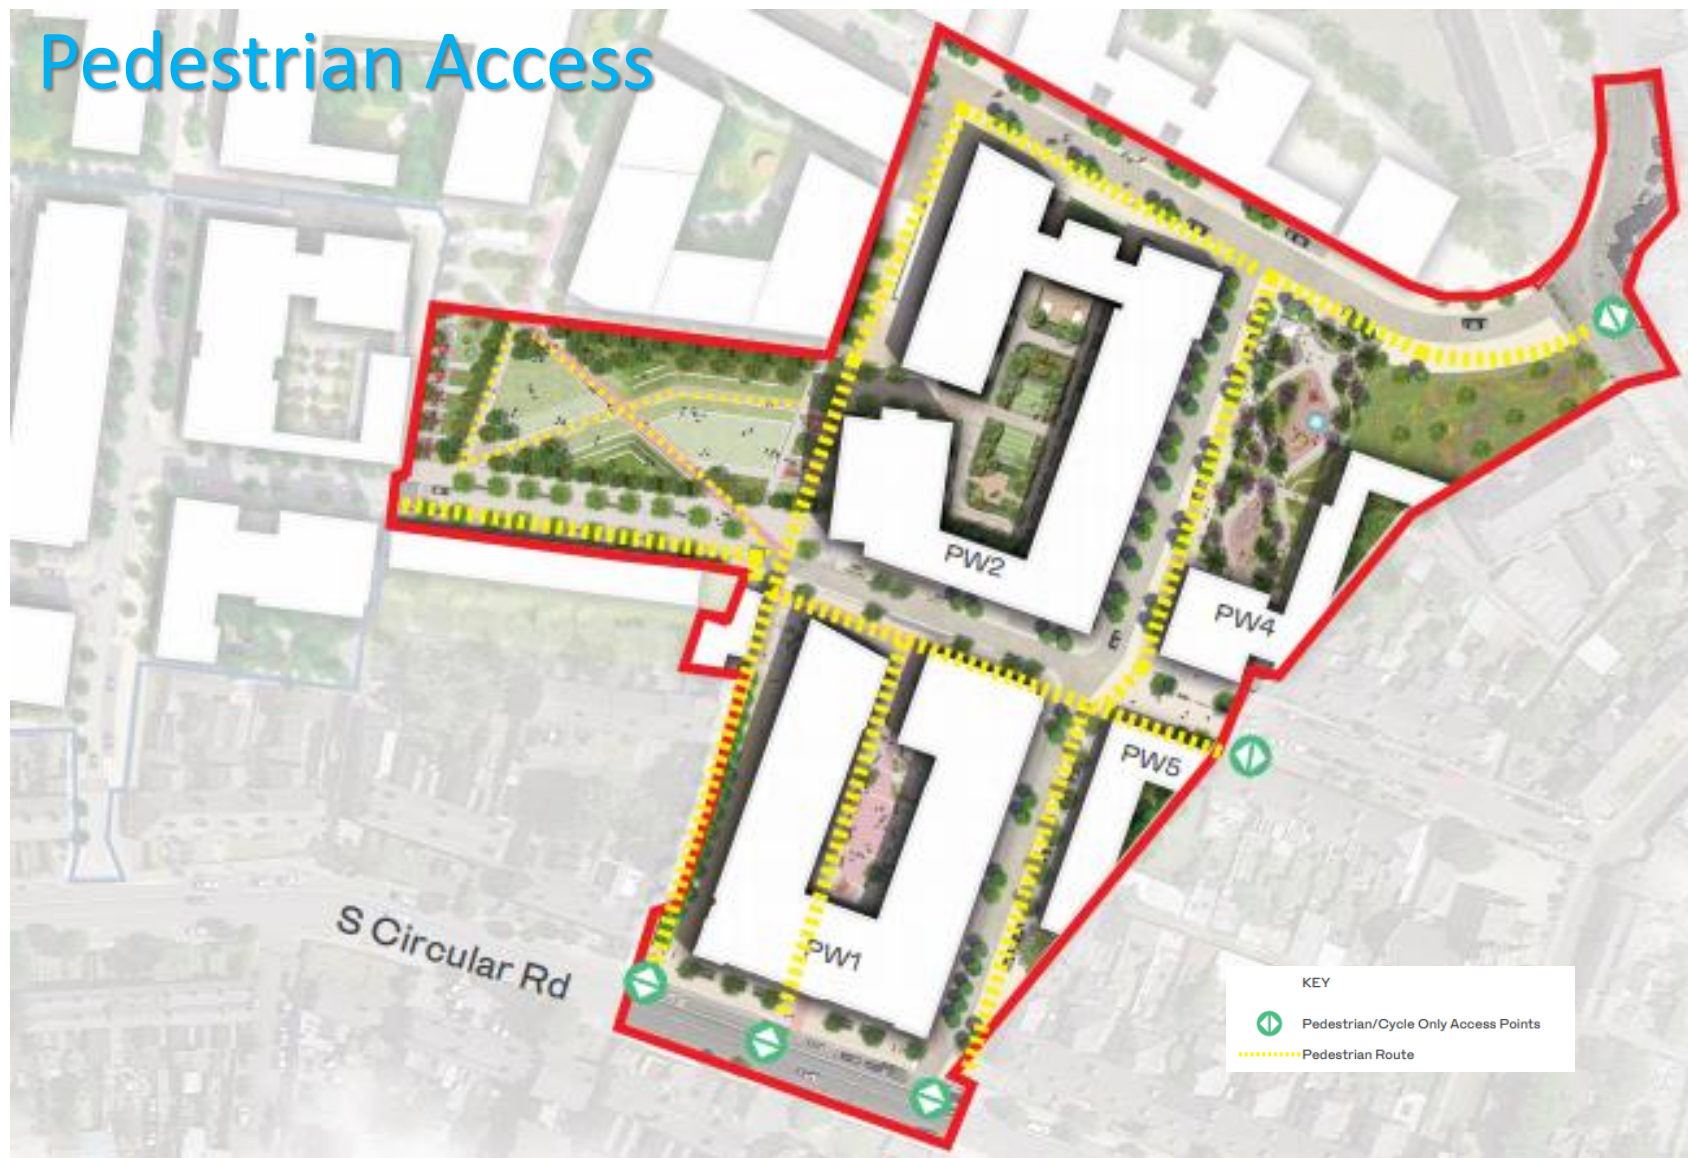 Pedestrian Access
PW2
PW4
PW5
S Circular Rd
PW1
KEY
Pedestrian/Cycle Only Access Points
Pedestrian Route